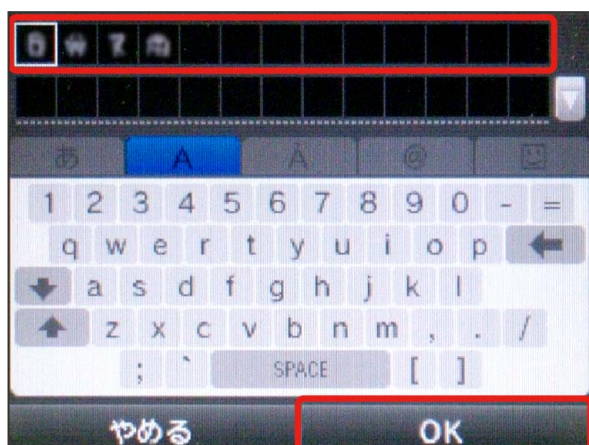 あ A À @
1 2 3 4 5 6 7 8 9 0 - =
q w e r t y u i o p
a s d f g h j k l
z x c v b n m , . /
; ` SPACE [ ]
やめる OK